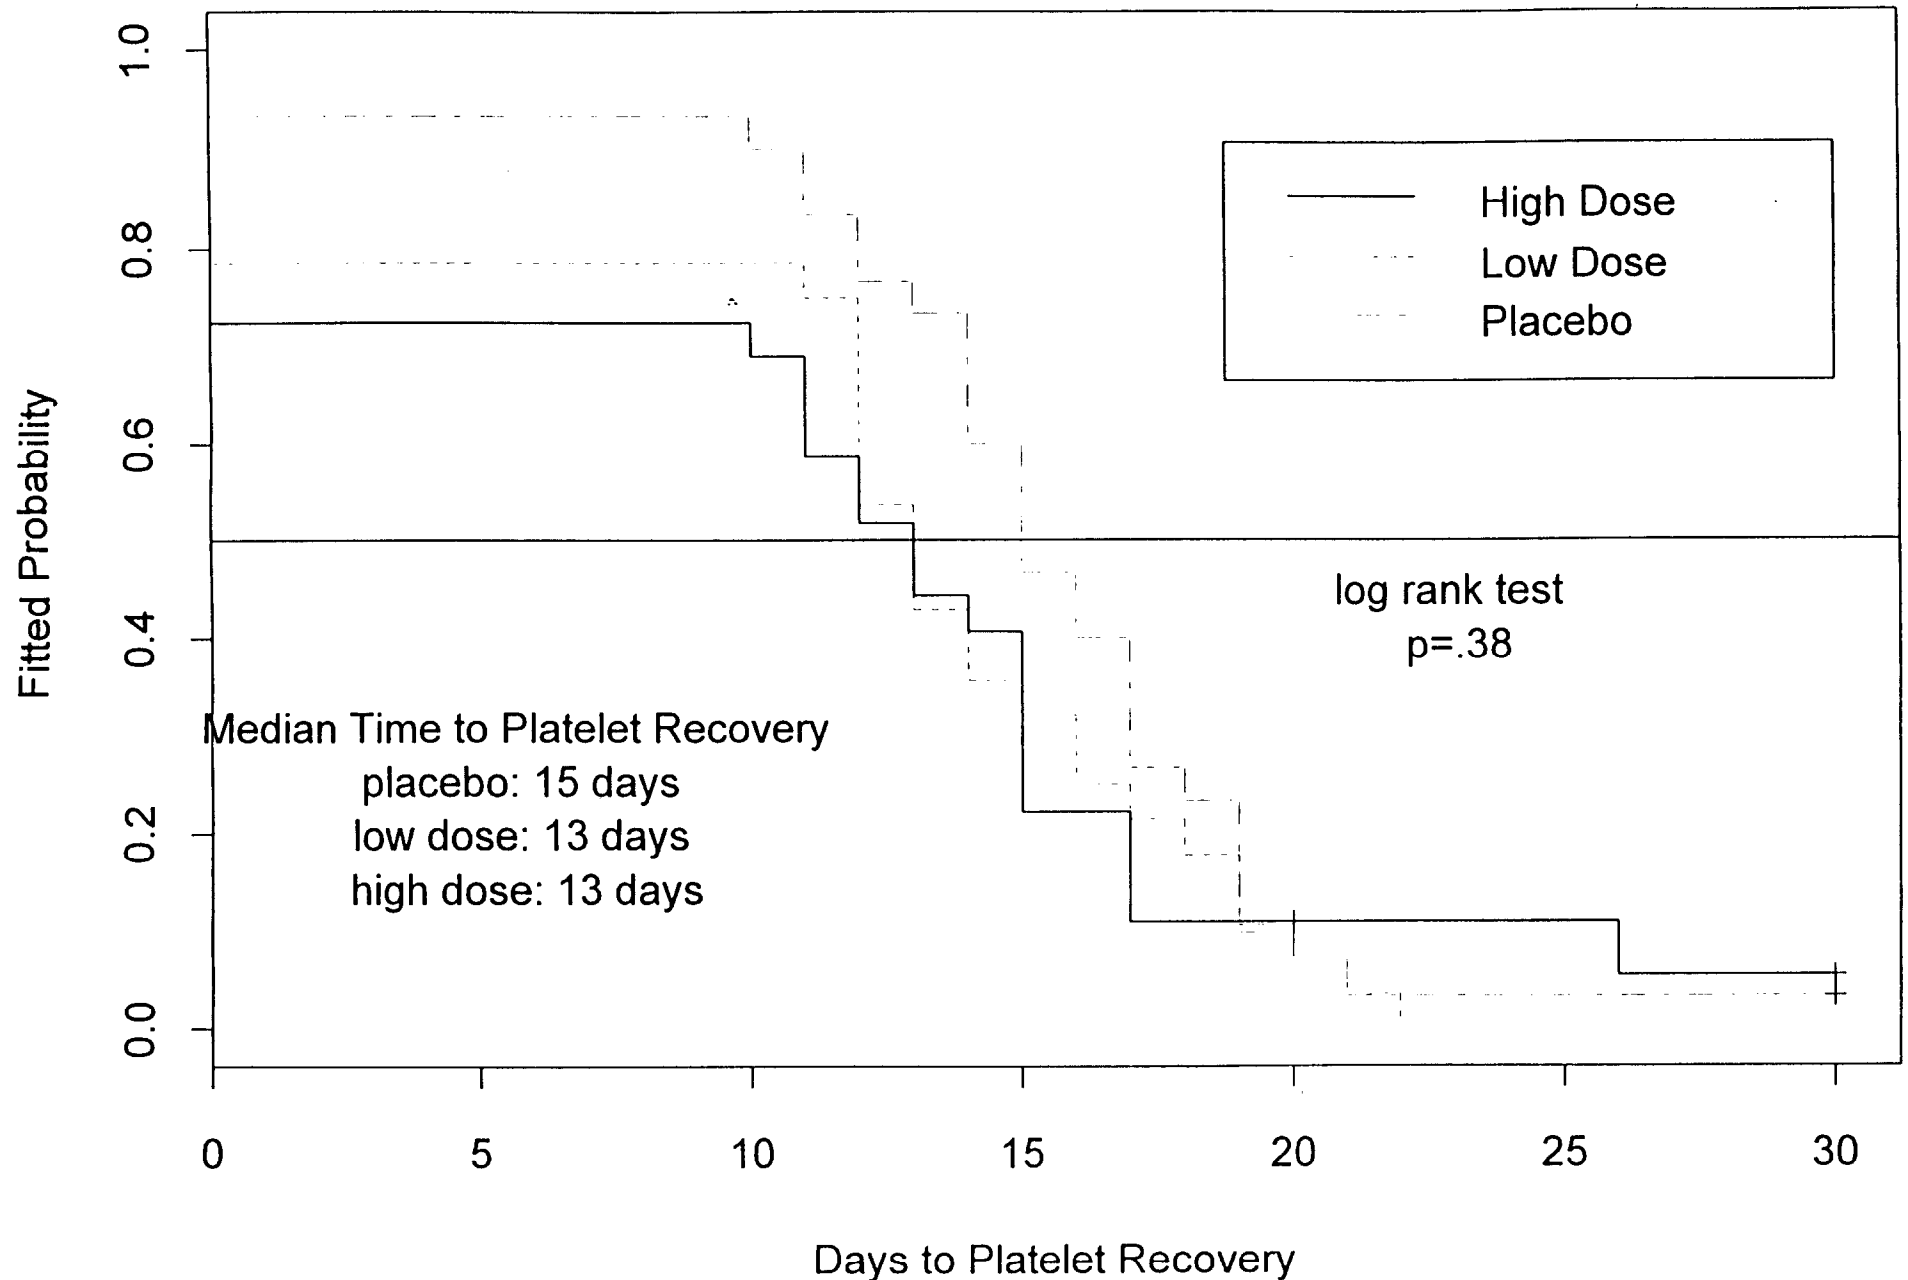 1.0
0.8
0.6
0.4
0.2
0.0
Fitted Probability
High Dose
Low Dose
Placebo
log rank test
p=.38
Median Time to Platelet Recovery
placebo: 15 days
low dose: 13 days
high dose: 13 days
0 5 10 15 20 25 30
Days to Platelet Recovery